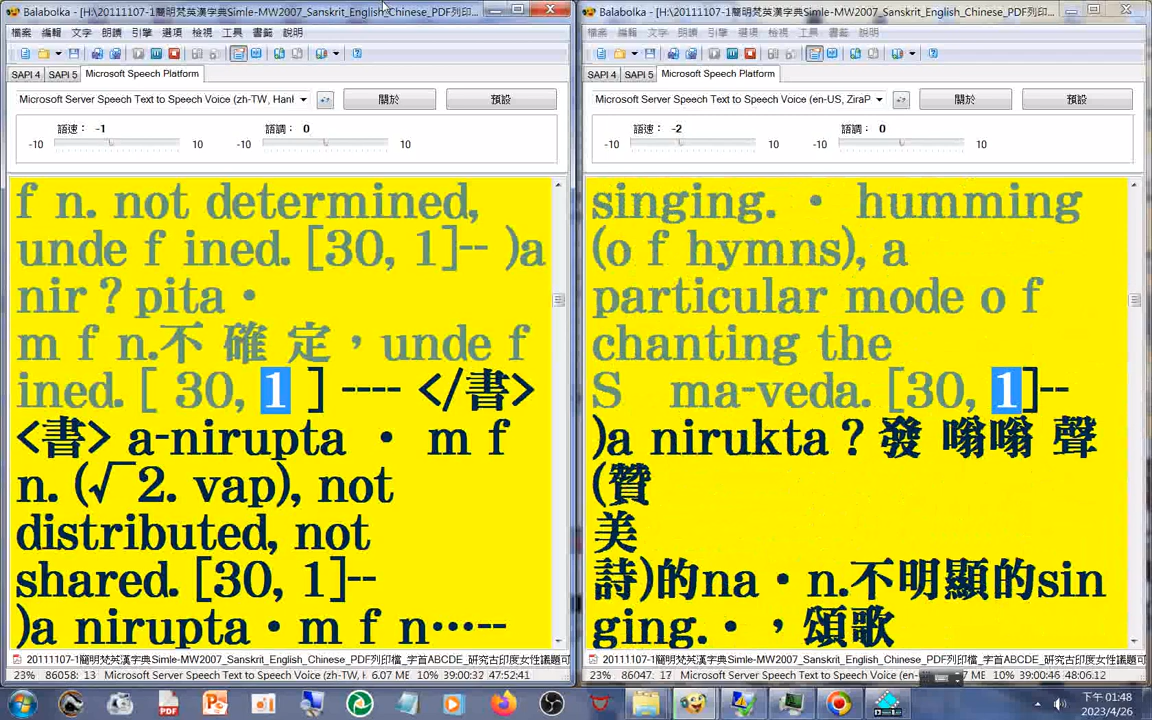 Balabolka - [H:\20111107-1簡明梵英漢字典Simle-MW2007_Sanskrit_English_Chinese_PDF列印...
檔案 編輯 文字 朗讀 引擎 選項 檢視 工具 書籤 說明
SAPI 4 SAPI 5 Microsoft Speech Platform
Microsoft Server Speech Text to Speech Voice (zh-TW, Hanl 關於 預設
語速： -1 語調： 0
-10 10 -10 10
f n. not determined,
unde f ined. [30, 1]-- )a
nir ? pita •
m f n.不 確 定，unde f
ined. [ 30, 1 ] ---- </書>
<書> a-nirupta • m f
n. (√ 2. vap), not
distributed, not
shared. [30, 1]--
)a nirupta • m f n…--
20111107-1簡明梵英漢字典Simle-MW2007_Sanskrit_English_Chinese_PDF列印檔_字首ABCDE_研究古印度女性議題可
23% 86058: 13 Microsoft Server Speech Text to Speech Voice (zh-TW, H 6.07 ME 10% 39:00:32 47:52:41
Balabolka - [H:\20111107-1簡明梵英漢字典Simle-MW2007_Sanskrit_English_Chinese_PDF列印...
檔案 編輯 文字 朗讀 引擎 選項 檢視 工具 書籤 說明
SAPI 4 SAPI 5 Microsoft Speech Platform
Microsoft Server Speech Text to Speech Voice (en-US, ZiraP 關於 預設
語速： -2 語調： 0
-10 10 -10 10
singing. • humming
(o f hymns), a
particular mode o f
chanting the
S ma-veda. [30, 1]--
)a nirukta ? 發 嗡嗡 聲
(贊
美
詩)的na • n.不明顯的sin
ging. • ，頌歌
20111107-1簡明梵英漢字典Simle-MW2007_Sanskrit_English_Chinese_PDF列印檔_字首ABCDE_研究古印度女性議題可
23% 86047: 17 Microsoft Server Speech Text to Speech Voice (en-US, Z ME 10% 39:00:46 48:06:12
下午 01:48
2023/4/26